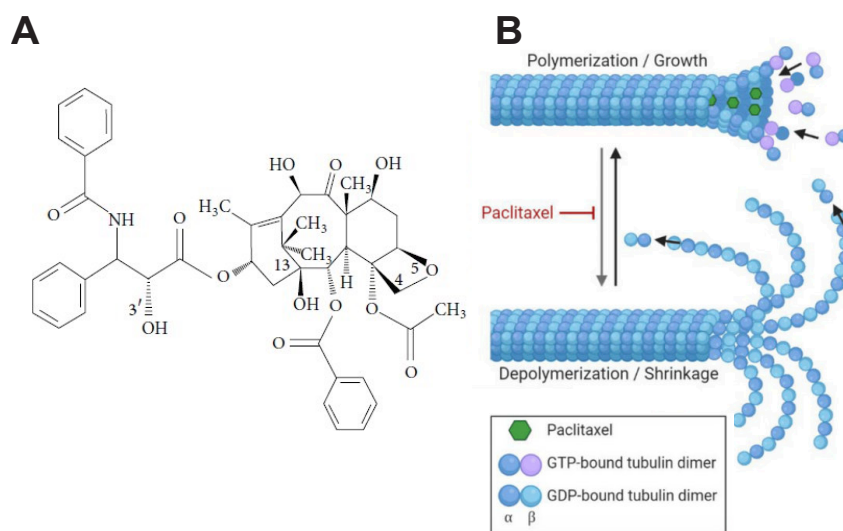 A
B
Polymerization / Growth
Paclitaxel
Depolymerization / Shrinkage
Paclitaxel
GTP-bound tubulin dimer
GDP-bound tubulin dimer
α β
O
NH
O
3′
OH
O
H₃C
HO
O
OH
CH₃
CH₃
CH₃
13
OH
H
O
O
5
4
O
O
CH₃
O
O